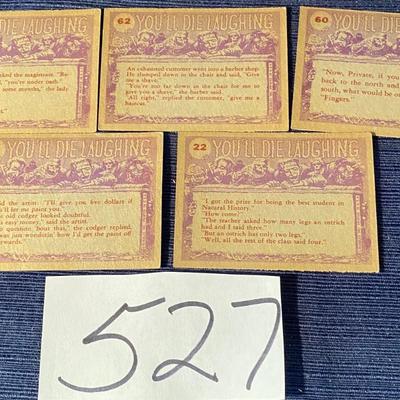 YOU'LL DIE LAUGHING
asked the magistrate. "Be-
"you're under oath."
some months," the lady
62
YOU'LL DIE LAUGHING
An exhausted customer went into a barber shop.
He slumped down in the chair and said, "Give
me a shave."
"You're too far down in the chair for me to
give you a shave," the barber said.
"All right," replied the customer, "give me a
haircut.
60
YOU'LL DIE LAUGHING
"Now, Private, if you
back to the north and
south, what would be on
"Fingers."
YOU'LL DIE LAUGHING
said the artist. "I'll give you five dollars if
let me paint you."
old codger looked doubtful.
easy money," said the artist.
question 'bout that," the codger replied.
was just wonderin' how I'd get the paint off
22
YOU'LL DIE LAUGHING
"I got the prize for being the best student in
Natural History."
"How come?"
"The teacher asked how many legs an ostrich
had and I said three."
"But an ostrich has only two legs."
"Well, all the rest of the class said four."
527